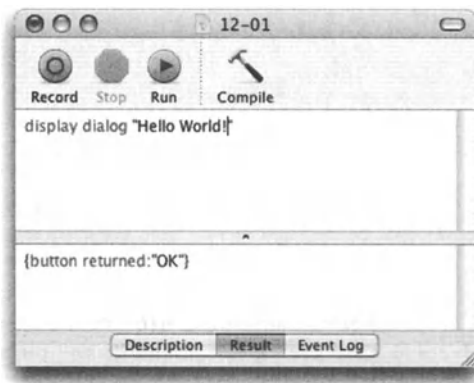 12-01
Record Stop Run Compile
display dialog "Hello World!"
{button returned:"OK"}
Description Result Event Log